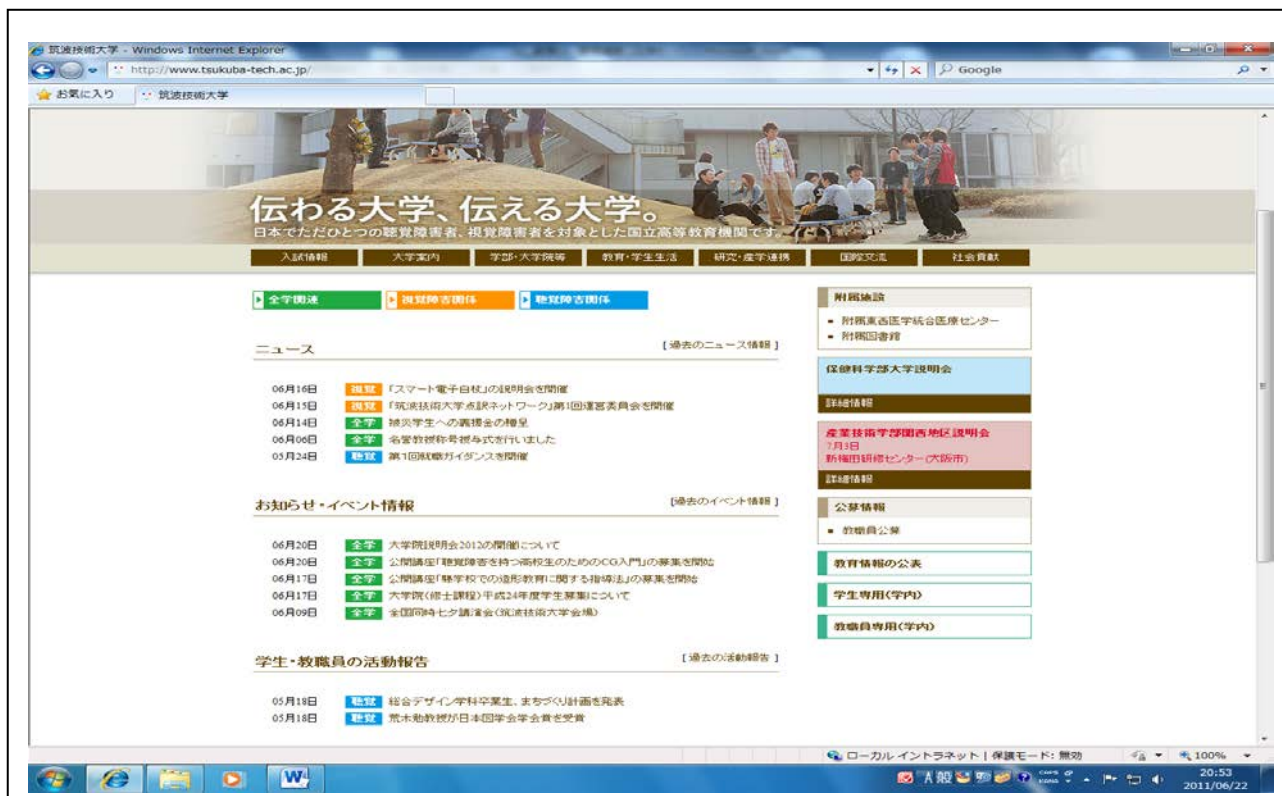 筑波技術大学 - Windows Internet Explorer
http://www.tsukuba-tech.ac.jp/
Google
お気に入り
筑波技術大学
伝わる大学、伝える大学。
日本でただひとつの聴覚障害者、視覚障害者を対象とした国立高等教育機関です。
入試情報 大学案内 学部・大学院等 教育・学生生活 研究・産学連携 国際交流 社会貢献
全学関連 視覚障害関係 聴覚障害関係
ニュース [過去のニュース情報]
06月16日 視覚 「スマート電子白杖」の説明会を開催
06月15日 視覚 「筑波技術大学点訳ネットワーク」第1回運営委員会を開催
06月14日 全学 被災学生への義援金の贈呈
06月06日 全学 名誉教授称号授与式を行いました
05月24日 聴覚 第1回就職ガイダンスを開催
お知らせ・イベント情報 [過去のイベント情報]
06月20日 全学 大学院説明会2012の開催について
06月20日 全学 公開講座「聴覚障害を持つ高校生のためのCG入門」の募集を開始
06月17日 全学 公開講座「聾学校での造形教育に関する指導法」の募集を開始
06月17日 全学 大学院(修士課程)平成24年度学生募集について
06月09日 全学 全国同時七夕講演会(筑波技術大学会場)
学生・教職員の活動報告 [過去の活動報告]
05月18日 聴覚 総合デザイン学科卒業生、まちづくり計画を発表
05月18日 聴覚 荒木勉教授が日本図学会学会賞を受賞
附属施設
附属東西医学統合医療センター
附属図書館
保健科学部大学説明会
詳細情報
産業技術学部関西地区説明会
7月3日
新梅田研修センター(大阪市)
詳細情報
公募情報
教職員公募
教育情報の公表
学生専用(学内)
教職員専用(学内)
ローカル イントラネット | 保護モード: 無効
100%
A 般
CAPS
KANA
20:53
2011/06/22